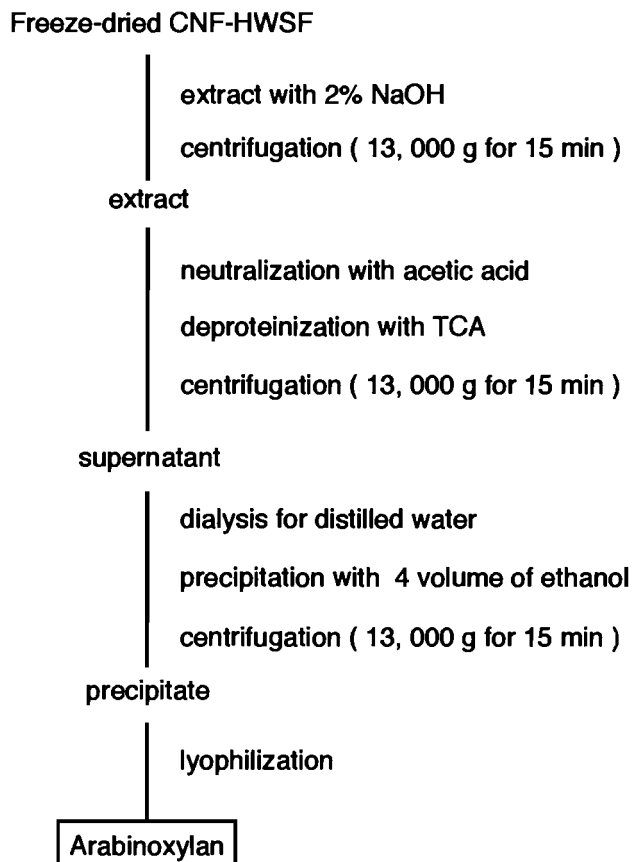 Freeze-dried CNF-HWSF
extract with 2% NaOH
centrifugation ( 13, 000 g for 15 min )
extract
neutralization with acetic acid
deproteinization with TCA
centrifugation ( 13, 000 g for 15 min )
supernatant
dialysis for distilled water
precipitation with 4 volume of ethanol
centrifugation ( 13, 000 g for 15 min )
precipitate
lyophilization
Arabinoxylan